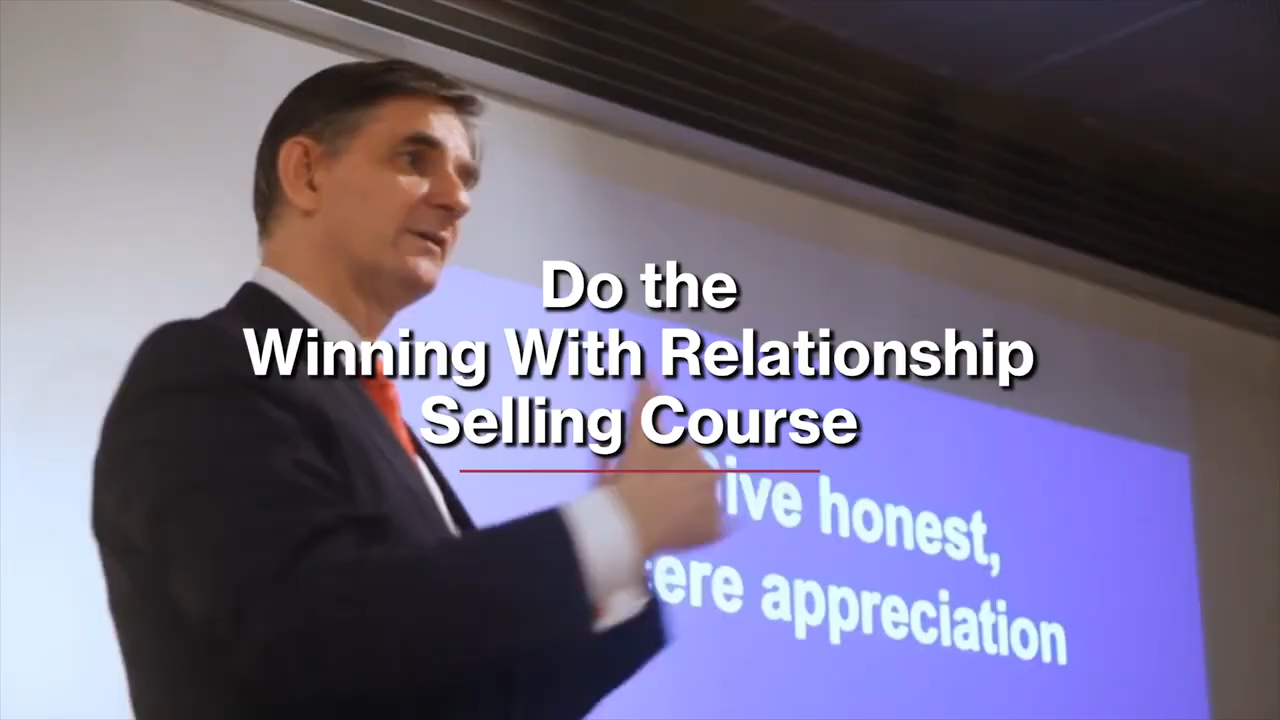 Do the
Winning With Relationship
Selling Course
honest,
appreciation